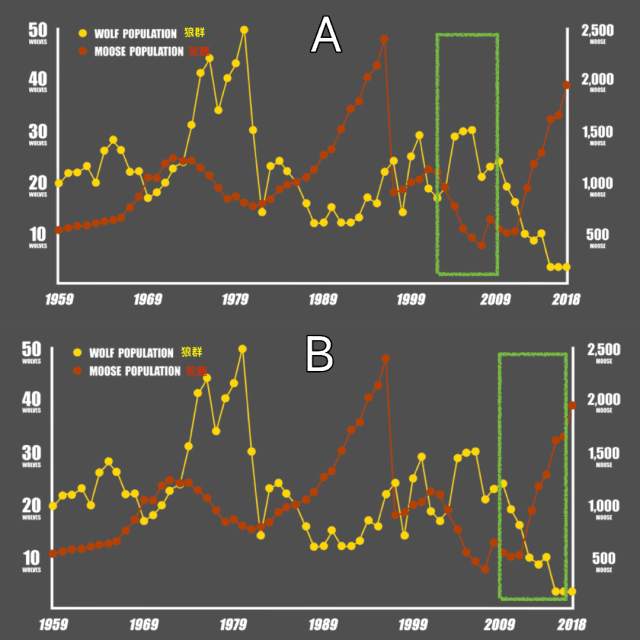 A
50
WOLVES
WOLF POPULATION 狼群
MOOSE POPULATION
40
WOLVES
30
WOLVES
20
WOLVES
10
WOLVES
2,500
MOOSE
2,000
MOOSE
1,500
MOOSE
1,000
MOOSE
500
MOOSE
1959 1969 1979 1989 1999 2009 2018
B
50
WOLVES
WOLF POPULATION 狼群
MOOSE POPULATION
40
WOLVES
30
WOLVES
20
WOLVES
10
WOLVES
2,500
MOOSE
2,000
MOOSE
1,500
MOOSE
1,000
MOOSE
500
MOOSE
1959 1969 1979 1989 1999 2009 2018